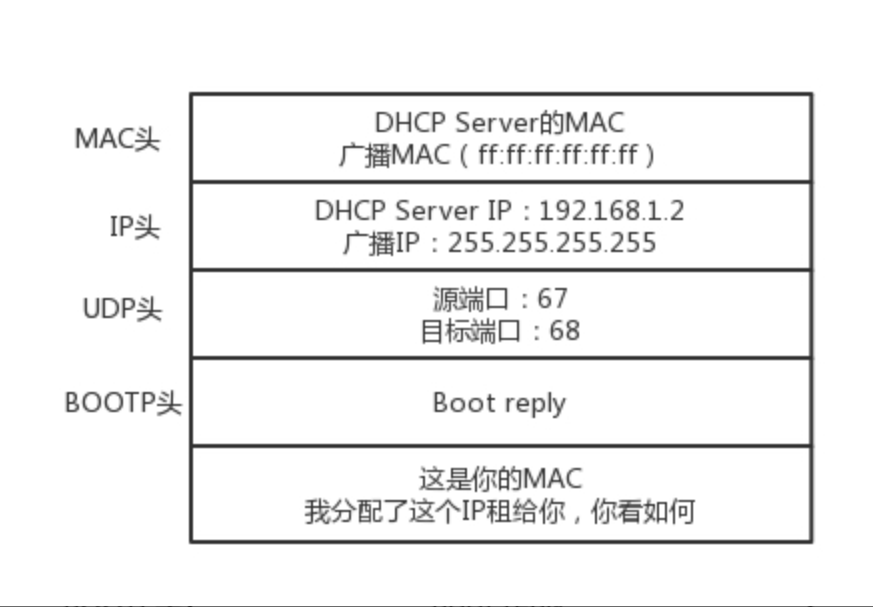 MAC头
DHCP Server的MAC
广播MAC（ff:ff:ff:ff:ff:ff）
IP头
DHCP Server IP：192.168.1.2
广播IP：255.255.255.255
UDP头
源端口：67
目标端口：68
BOOTP头
Boot reply
这是你的MAC
我分配了这个IP租给你，你看如何